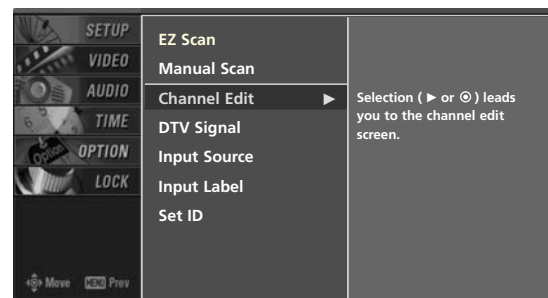 SETUP
VIDEO
AUDIO
TIME
OPTION
LOCK
Move MENU Prev
EZ Scan
Manual Scan
Channel Edit ►
DTV Signal
Input Source
Input Label
Set ID
Selection ( ► or ⦿ ) leads
you to the channel edit
screen.